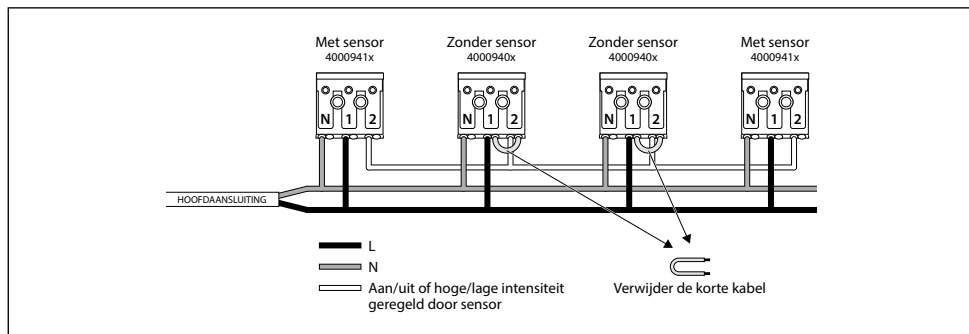 Met sensor
4000941x
Zonder sensor
4000940x
Zonder sensor
4000940x
Met sensor
4000941x
N 1 2
N 1 2
N 1 2
N 1 2
HOOFDAANSLUITING
L
N
Aan/uit of hoge/lage intensiteit
geregeld door sensor
Verwijder de korte kabel